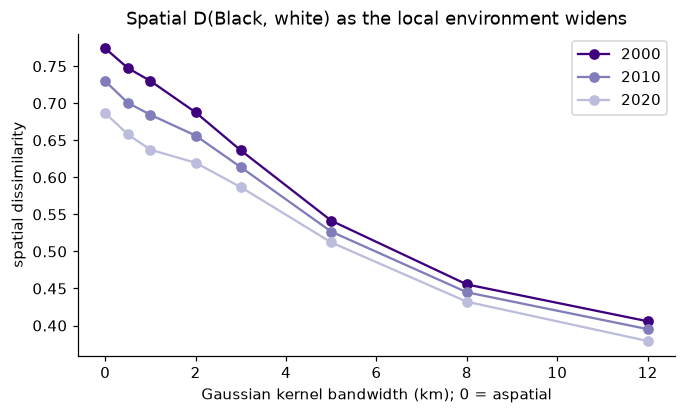 Spatial D(Black, white) as the local environment widens
2000
2010
2020
spatial dissimilarity
0.75
0.70
0.65
0.60
0.55
0.50
0.45
0.40
0 2 4 6 8 10 12
Gaussian kernel bandwidth (km); 0 = aspatial